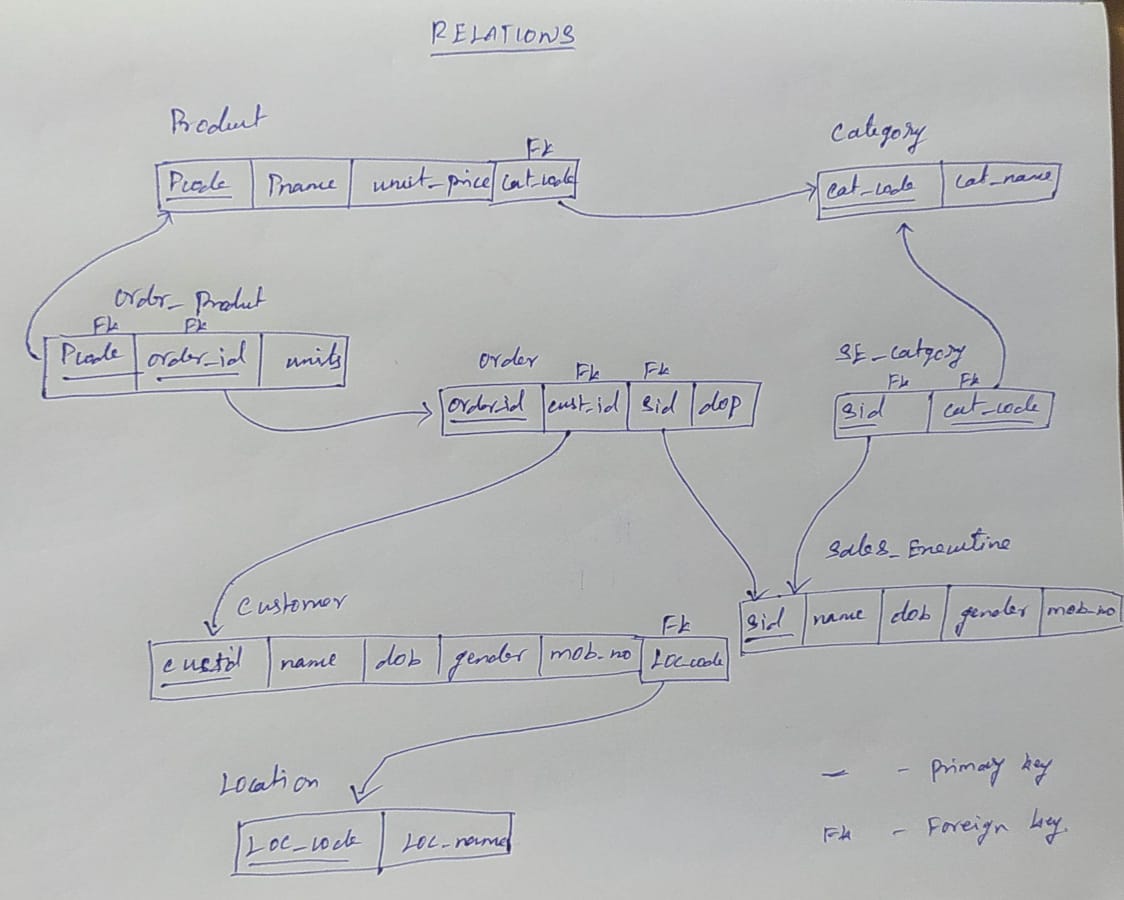 RELATIONS
Product
Fk
Pcode Pname unit_price cat_code
Category
cat_code cat_name
Order_Product
Fk Fk
Pcode order_id units
order
Fk Fk
order_id cust_id sid dop
SE_catgory
Fk Fk
sid cat_code
Sales_Executive
sid name dob gender mob_no
Customer
Fk
custid name dob gender mob_no Loc_code
Location
Loc_code Loc_name
— - Primary key
Fk - Foreign key.